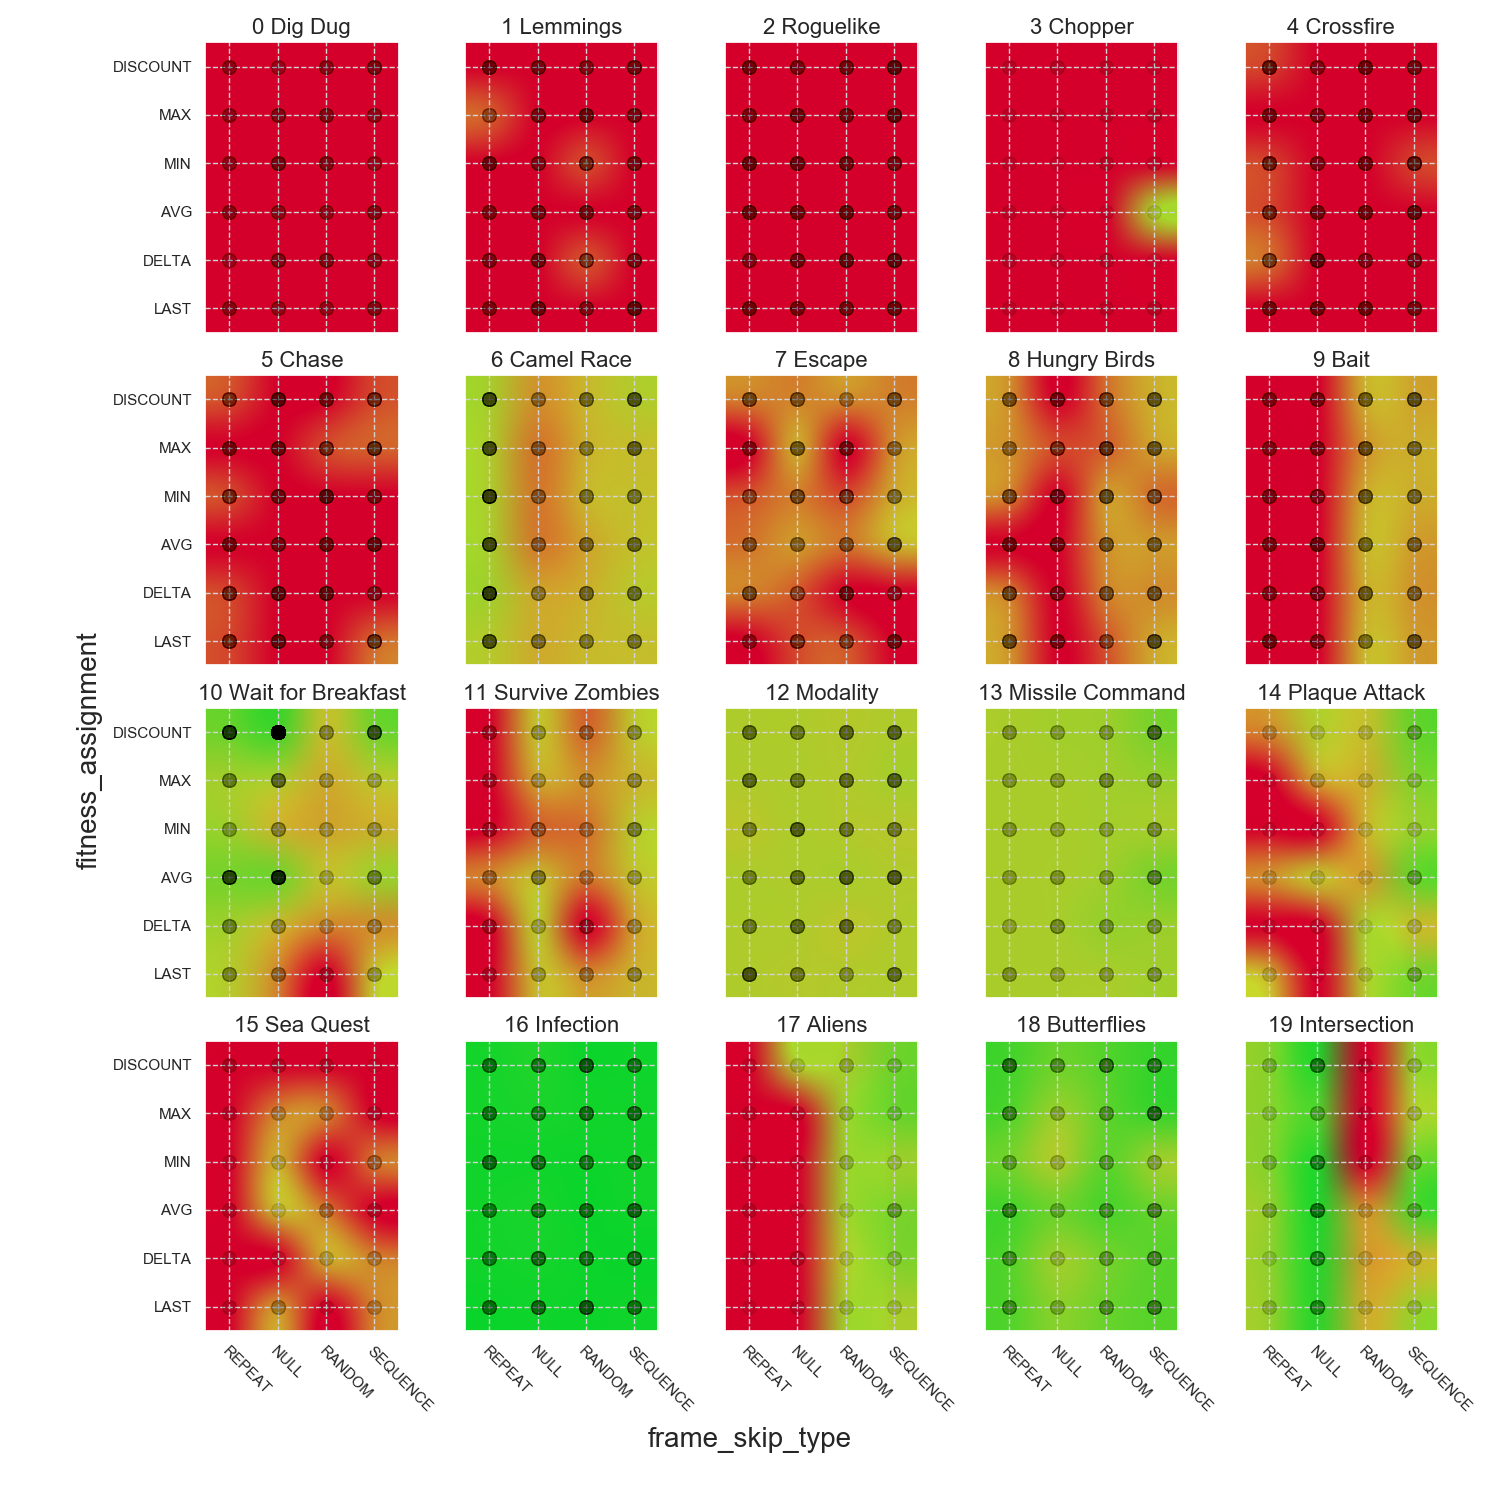 0 Dig Dug
1 Lemmings
2 Roguelike
3 Chopper
4 Crossfire
DISCOUNT
MAX
MIN
AVG
DELTA
LAST
5 Chase
6 Camel Race
7 Escape
8 Hungry Birds
9 Bait
DISCOUNT
MAX
MIN
AVG
DELTA
LAST
fitness_assignment
10 Wait for Breakfast
11 Survive Zombies
12 Modality
13 Missile Command
14 Plaque Attack
DISCOUNT
MAX
MIN
AVG
DELTA
LAST
15 Sea Quest
16 Infection
17 Aliens
18 Butterflies
19 Intersection
DISCOUNT
MAX
MIN
AVG
DELTA
LAST
REPEAT
NULL
RANDOM
SEQUENCE
REPEAT
NULL
RANDOM
SEQUENCE
REPEAT
NULL
RANDOM
SEQUENCE
REPEAT
NULL
RANDOM
SEQUENCE
REPEAT
NULL
RANDOM
SEQUENCE
frame_skip_type